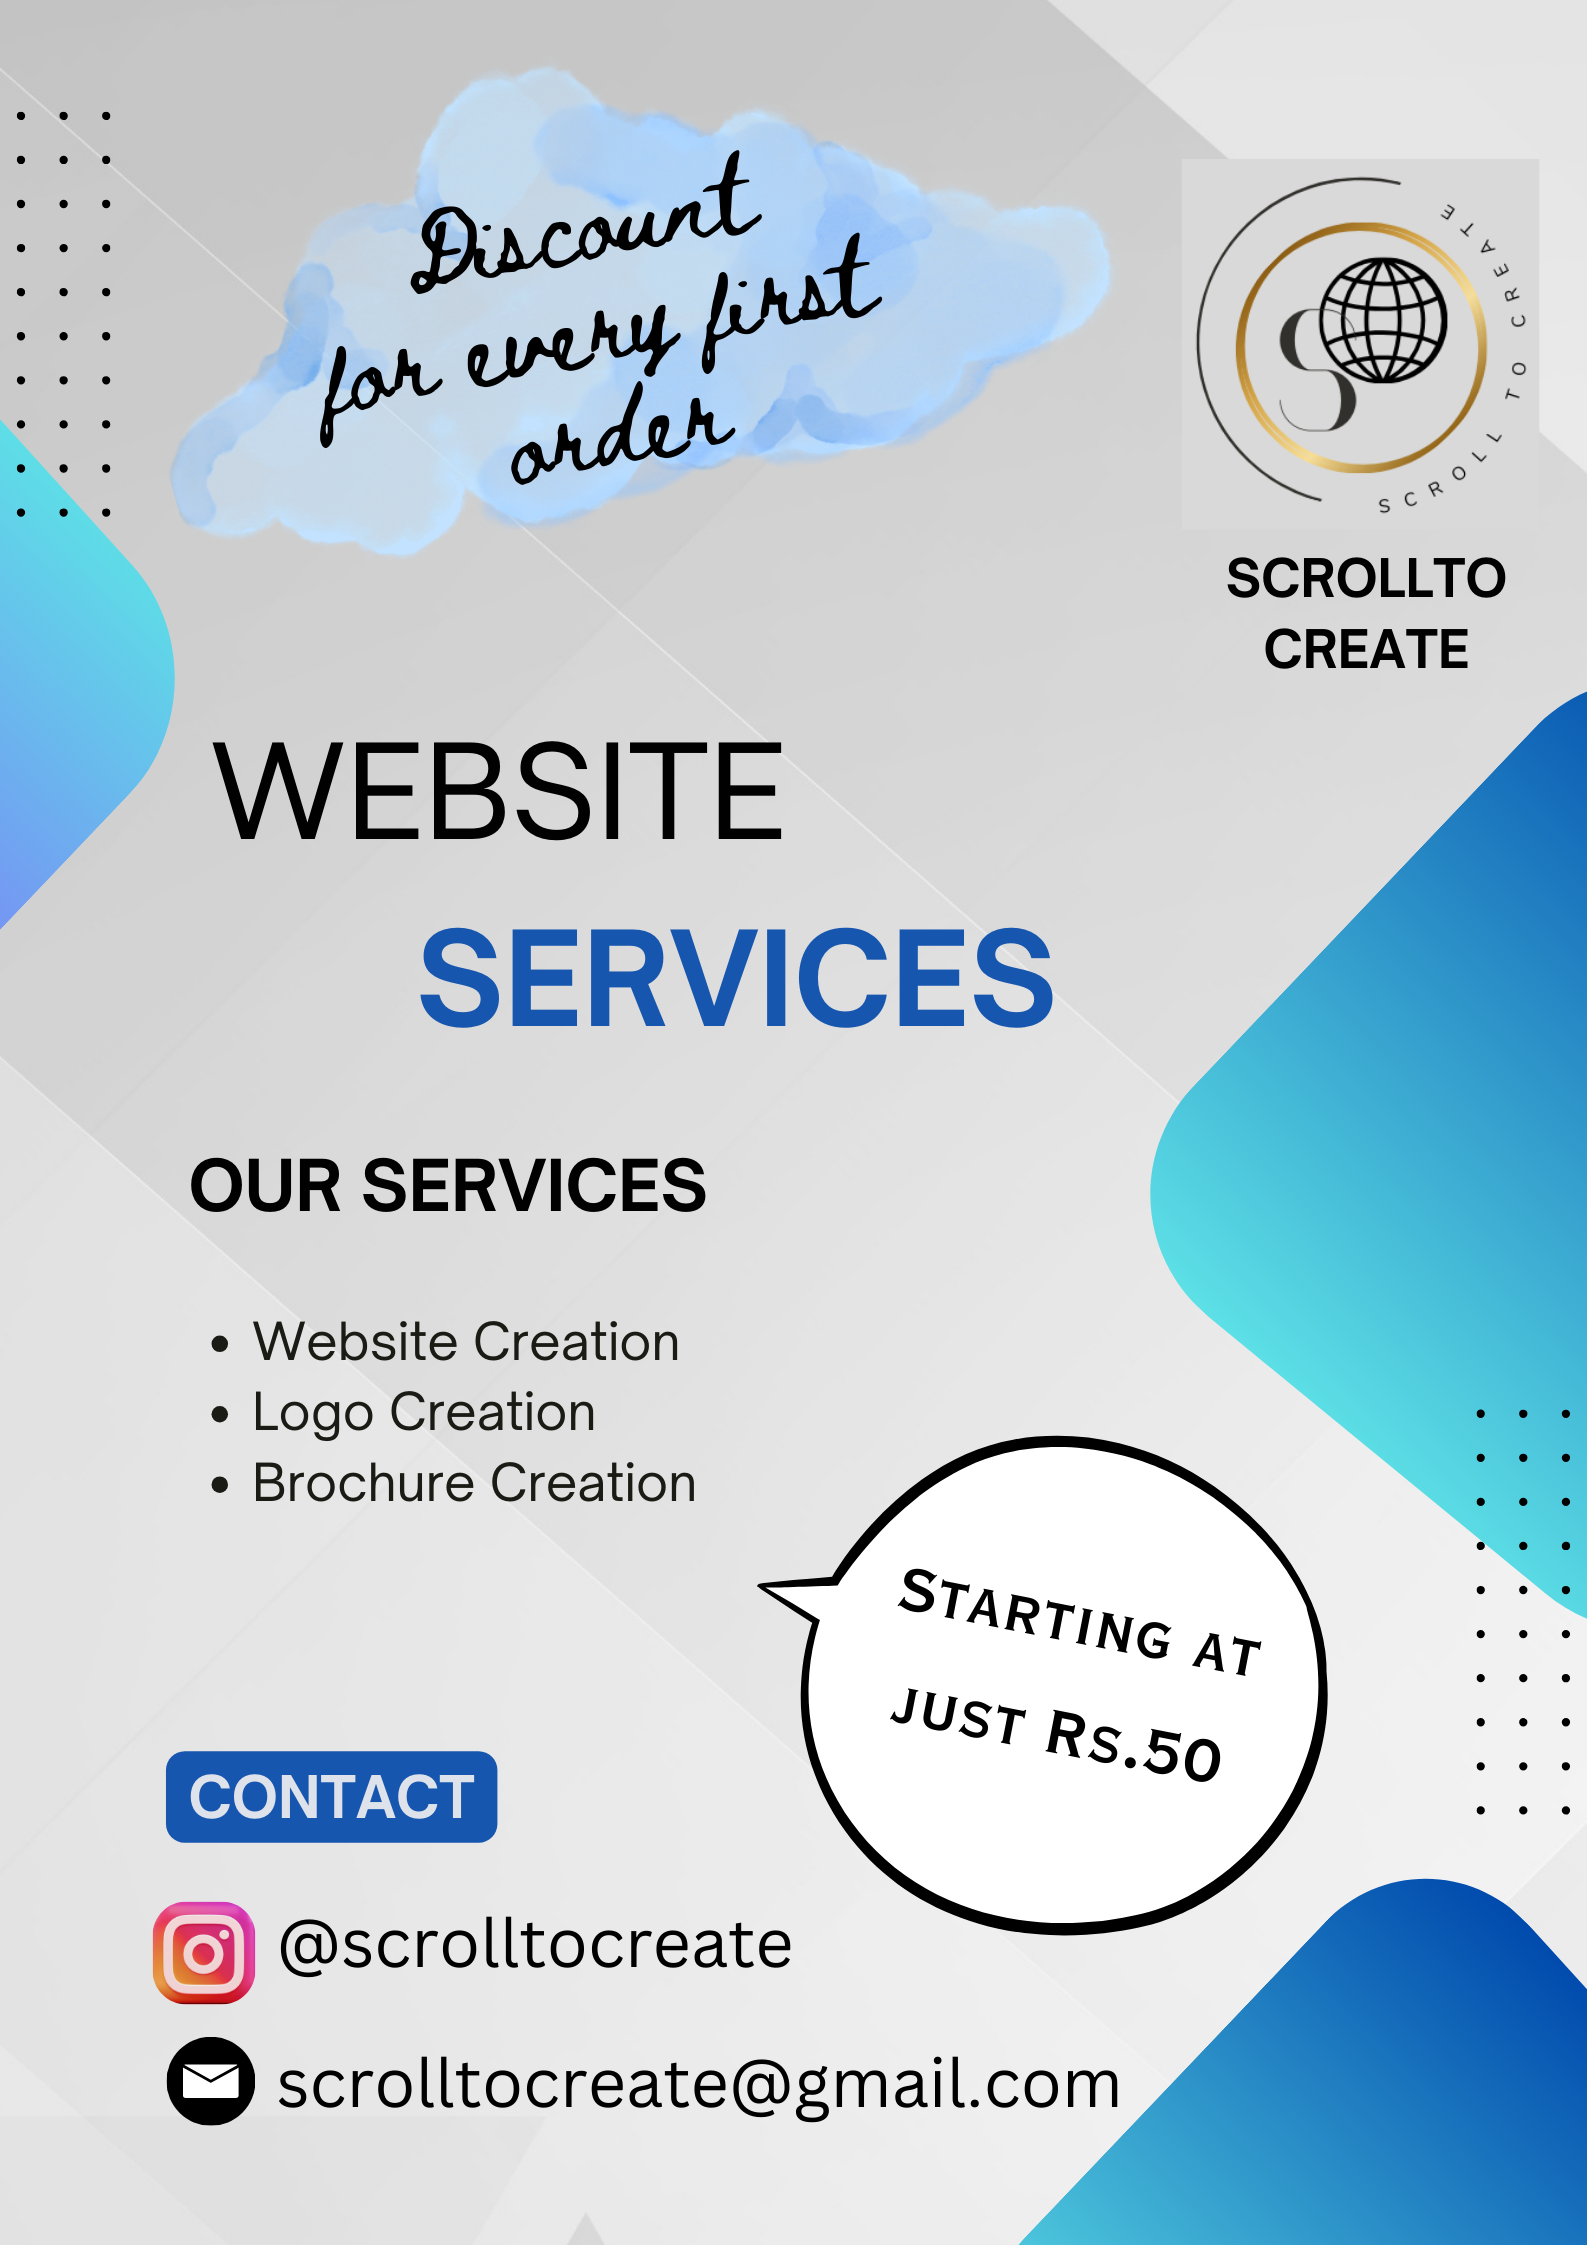 Discount
for every first
order
SCROLL TO CREATE
S
SCROLLTO
CREATE
WEBSITE
SERVICES
OUR SERVICES
• Website Creation
• Logo Creation
• Brochure Creation
Starting at
just Rs.50
CONTACT
@scrolltocreate
scrolltocreate@gmail.com